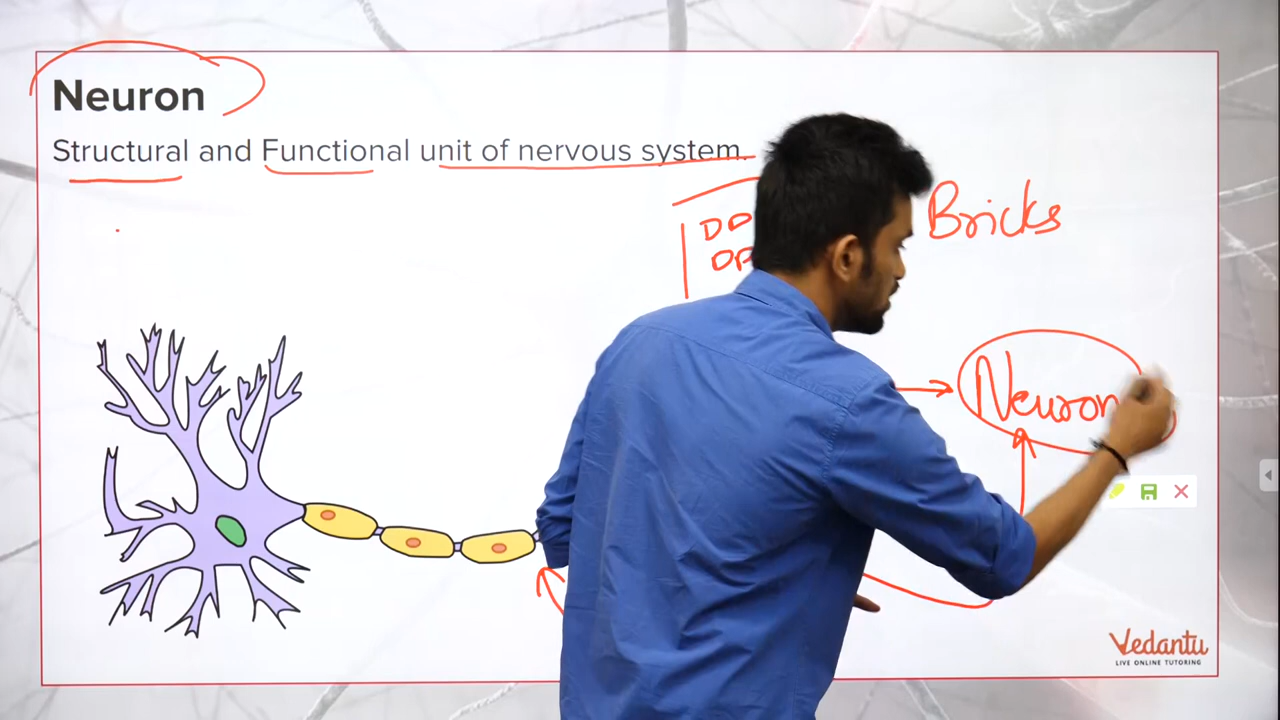 Neuron
Structural and Functional unit of nervous system.
Bricks
Neuron
Vedantu
LIVE ONLINE TUTORING